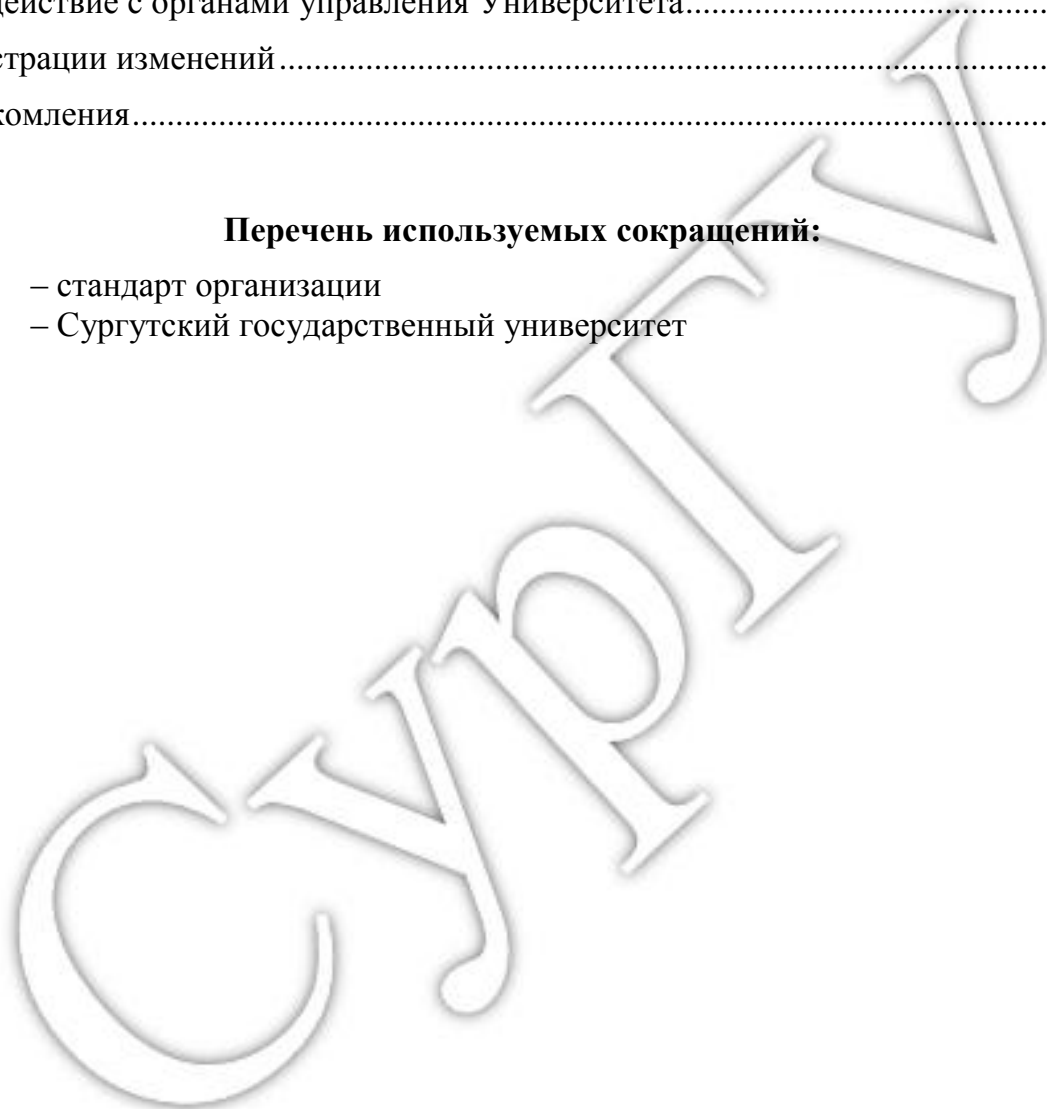 действие с органами управления Университета
страции изменений
комления
Перечень используемых сокращений:
– стандарт организации
– Сургутский государственный университет
СурГУ